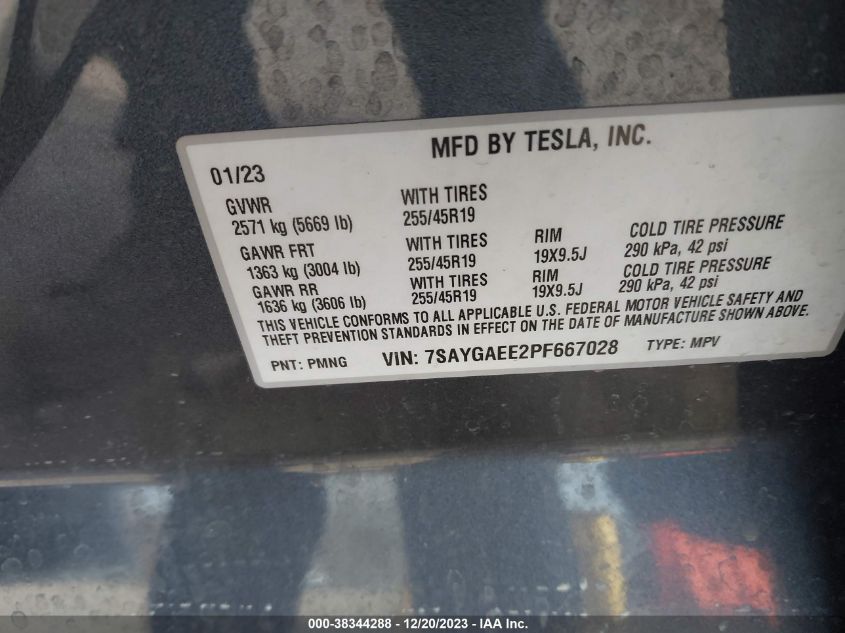 MFD BY TESLA, INC.
01/23
GVWR
2571 kg (5669 lb)
WITH TIRES
255/45R19
GAWR FRT
1363 kg (3004 lb)
WITH TIRES
255/45R19
RIM
19X9.5J
COLD TIRE PRESSURE
290 kPa, 42 psi
GAWR RR
1636 kg (3606 lb)
WITH TIRES
255/45R19
RIM
19X9.5J
COLD TIRE PRESSURE
290 kPa, 42 psi
THIS VEHICLE CONFORMS TO ALL APPLICABLE U.S. FEDERAL MOTOR VEHICLE SAFETY AND
THEFT PREVENTION STANDARDS IN EFFECT ON THE DATE OF MANUFACTURE SHOWN ABOVE.
PNT: PMNG VIN: 7SAYGAEE2PF667028 TYPE: MPV
000-38344288 - 12/20/2023 - IAA Inc.